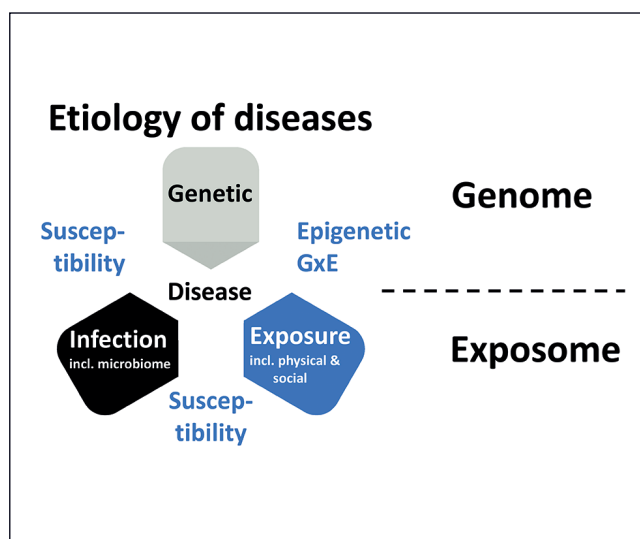 Etiology of diseases
Genetic
Genome
Suscep-
tibility
Epigenetic
GxE
Disease
Infection
incl. microbiome
Exposure
incl. physical &
social
Exposome
Suscep-
tibility